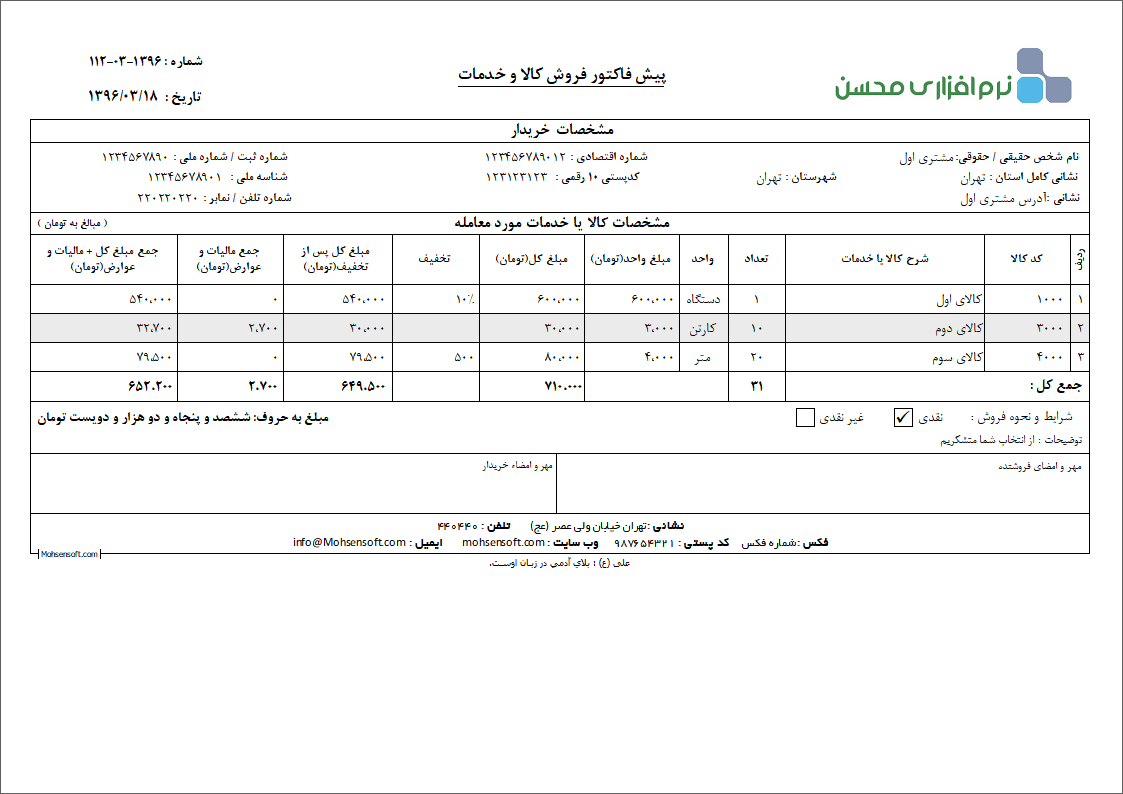 نرم افزاری محسن
پیش فاکتور فروش کالا و خدمات
شماره : ۱۳۹۶-۰۳-۱۱۲
تاریخ : ۱۳۹۶/۰۳/۱۸
مشخصات خریدار
نام شخص حقیقی / حقوقی: مشتری اول شماره اقتصادی : ۱۲۳۴۵۶۷۸۹۰۱۲ شماره ثبت / شماره ملی : ۱۲۳۴۵۶۷۸۹۰
نشانی کامل استان : تهران شهرستان : تهران کدپستی ۱۰ رقمی : ۱۲۳۱۲۳۱۲۳ شناسه ملی : ۱۲۳۴۵۶۷۸۹۰۱
نشانی :آدرس مشتری اول شماره تلفن / نمابر : ۲۲۰۲۲۰۲۲۰
مشخصات کالا یا خدمات مورد معامله ( مبالغ به تومان )
ردیف کد کالا شرح کالا یا خدمات تعداد واحد مبلغ واحد(تومان) مبلغ کل(تومان) تخفیف مبلغ کل پس از تخفیف(تومان) جمع مالیات و عوارض(تومان) جمع مبلغ کل + مالیات و عوارض(تومان)
۱ ۱۰۰۰ کالای اول ۱ دستگاه ۶۰۰,۰۰۰ ۶۰۰,۰۰۰ ۱۰٪ ۵۴۰,۰۰۰ ۰ ۵۴۰,۰۰۰
۲ ۳۰۰۰ کالای دوم ۱۰ کارتن ۳,۰۰۰ ۳۰,۰۰۰ ۳۰,۰۰۰ ۲,۷۰۰ ۳۲,۷۰۰
۳ ۴۰۰۰ کالای سوم ۲۰ متر ۴,۰۰۰ ۸۰,۰۰۰ ۵۰۰ ۷۹,۵۰۰ ۰ ۷۹,۵۰۰
جمع کل : ۳۱ ۷۱۰,۰۰۰ ۶۴۹,۵۰۰ ۲,۷۰۰ ۶۵۲,۲۰۰
شرایط و نحوه فروش : نقدی غیر نقدی مبلغ به حروف: ششصد و پنجاه و دو هزار و دویست تومان
توضیحات : از انتخاب شما متشکریم
مهر و امضای فروشنده مهر و امضاء خریدار
نشانی : تهران خیابان ولی عصر (عج) تلفن : ۴۴۰۴۴۰
فکس : شماره فکس کد پستی : ۹۸۷۶۵۴۳۲۱ وب سایت : mohsensoft.com ایمیل : info@Mohsensoft.com
Mohsensoft.com
علی (ع) : بلاي آدمي در زبان اوست.